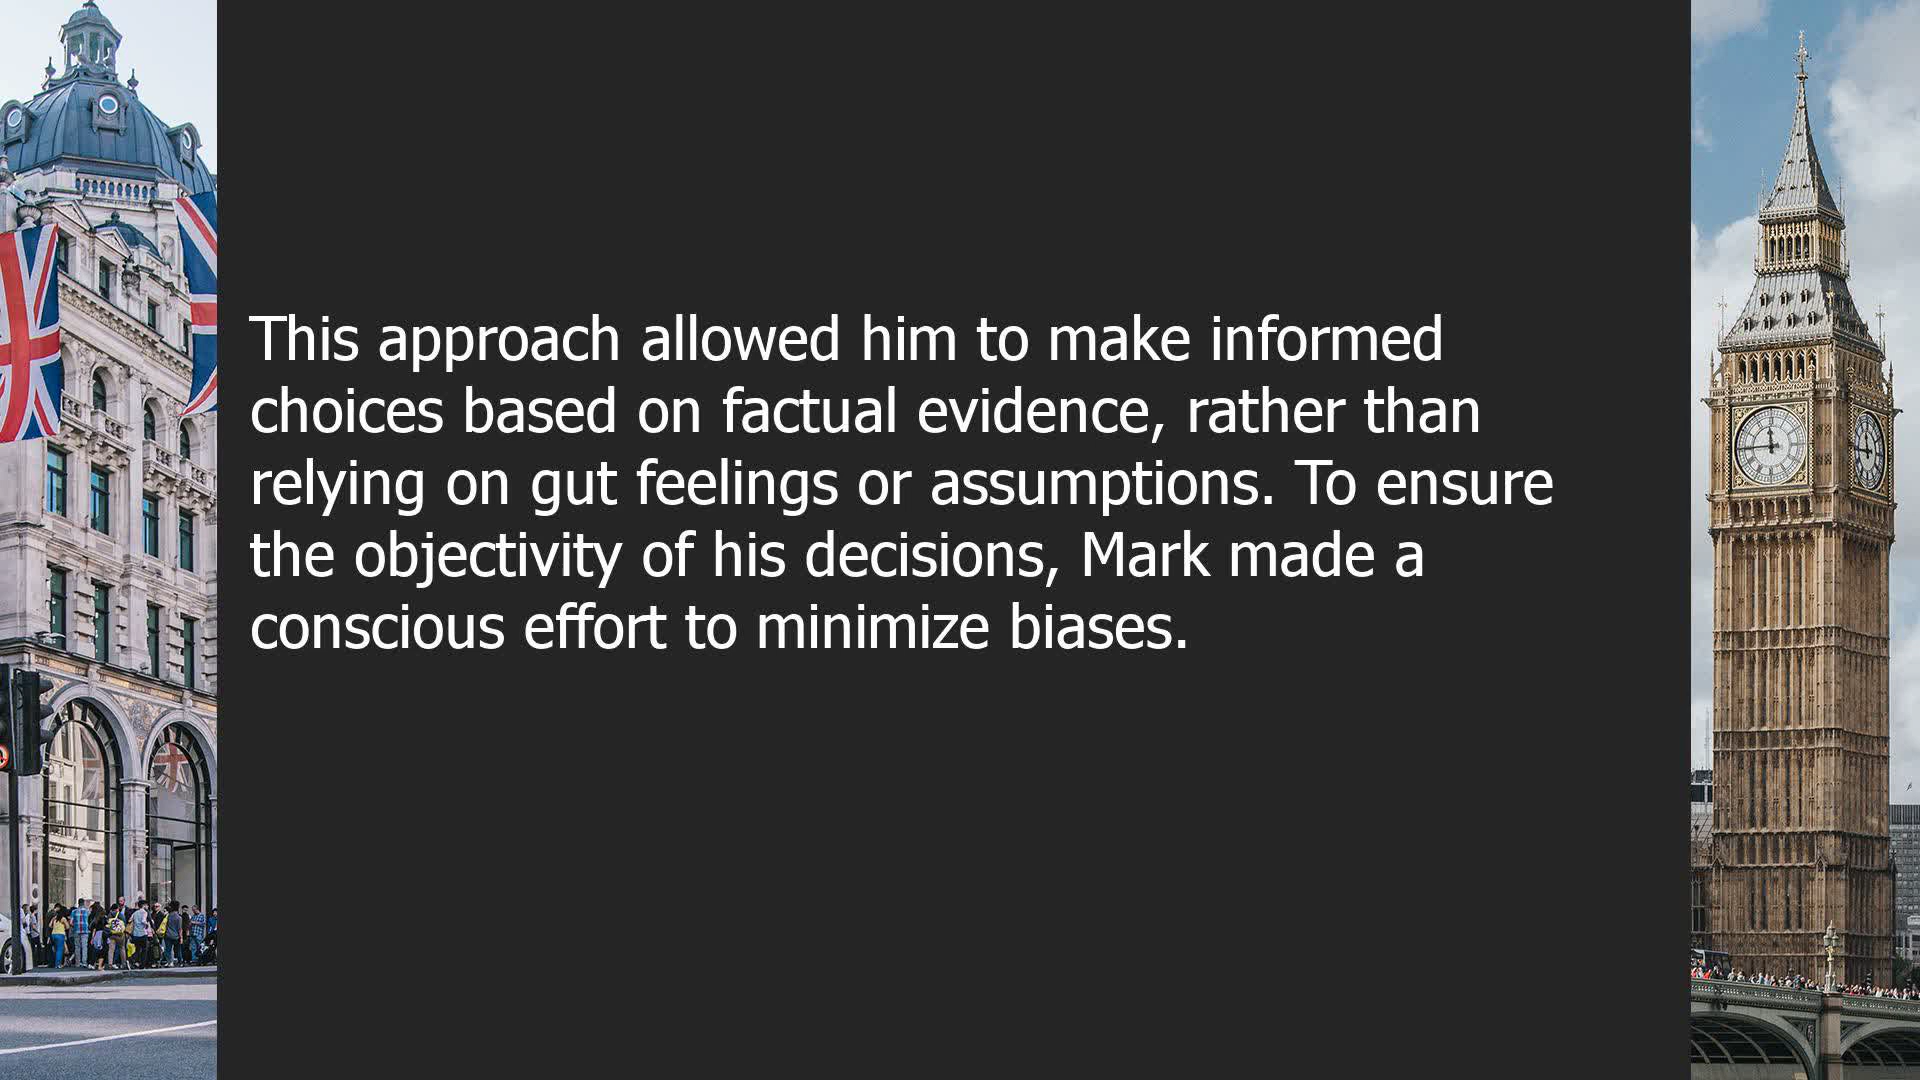 This approach allowed him to make informed
choices based on factual evidence, rather than
relying on gut feelings or assumptions. To ensure
the objectivity of his decisions, Mark made a
conscious effort to minimize biases.